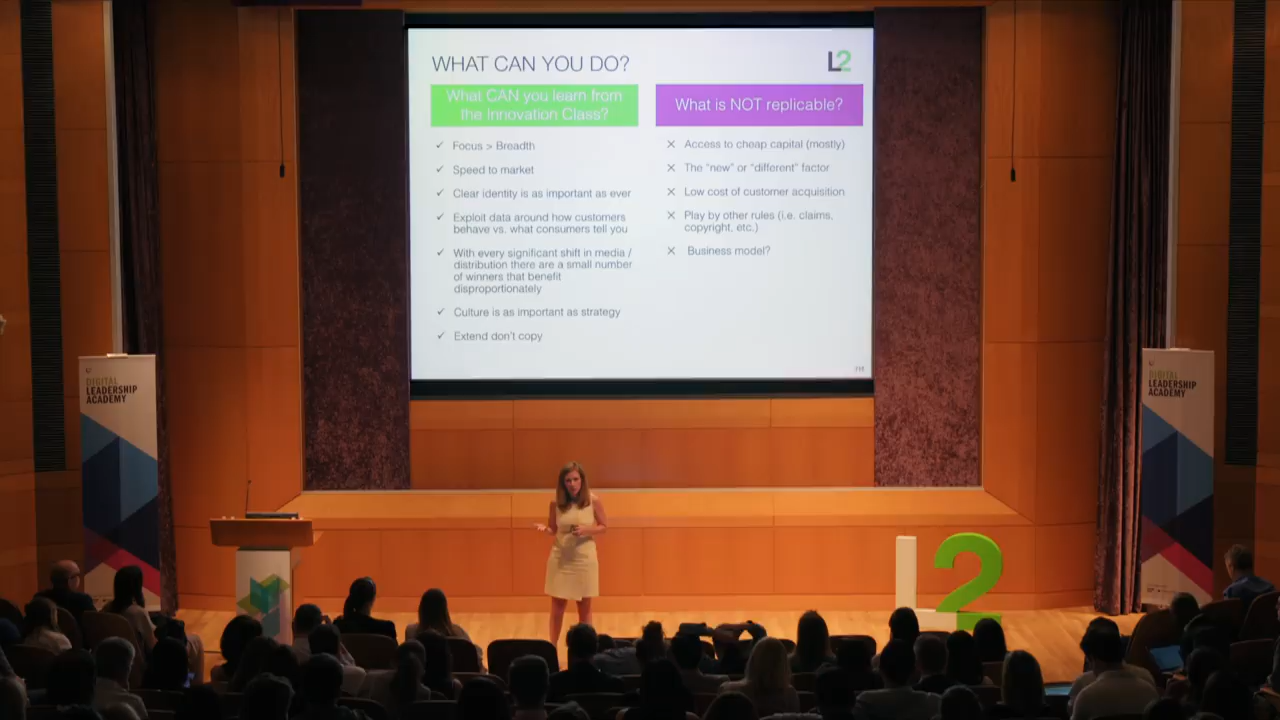 WHAT CAN YOU DO?
L2
What CAN you learn from
the Innovation Class?
Focus > Breadth
Speed to market
Clear identity is as important as ever
Exploit data around how customers
behave vs. what consumers tell you
With every significant shift in media /
distribution there are a small number
of winners that benefit
disproportionately
Culture is as important as strategy
Extend don't copy
What is NOT replicable?
Access to cheap capital (mostly)
The "new" or "different" factor
Low cost of customer acquisition
Play by other rules (i.e. claims,
copyright, etc.)
Business model?
DIGITAL
LEADERSHIP
ACADEMY
DIGITAL
LEADERSHIP
ACADEMY
L2